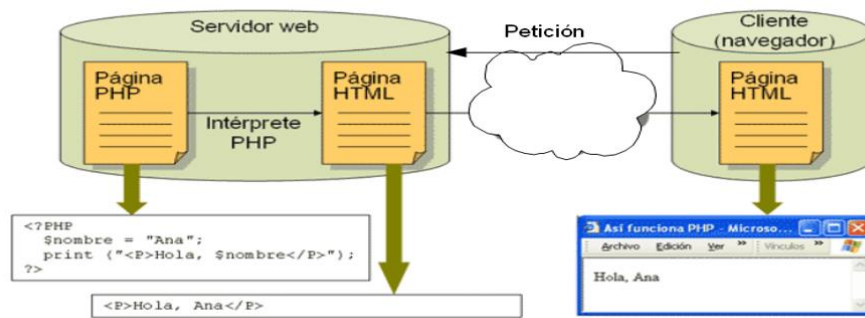 Servidor web
Petición
Cliente
(navegador)
Página
PHP
Intérprete
PHP
Página
HTML
Página
HTML
<?PHP
$nombre = "Ana";
print ("<P>Hola, $nombre</P>");
?>
<P>Hola, Ana</P>
Así funciona PHP - Microso...
Archivo Edición Ver » Vínculos »
Hola, Ana